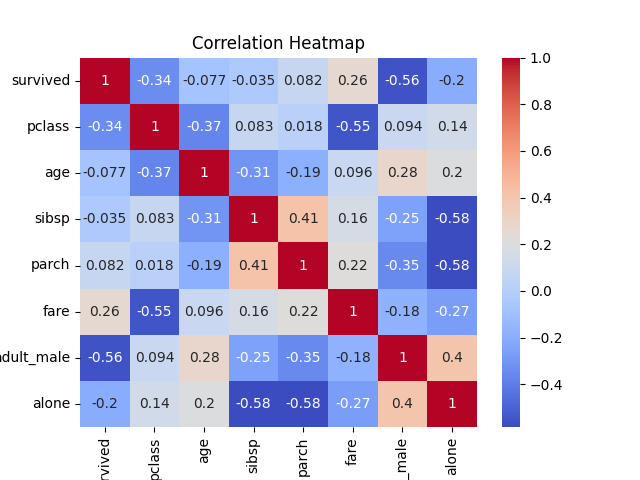 Correlation Heatmap
survived 1 -0.34 -0.077 -0.035 0.082 0.26 -0.56 -0.2
pclass -0.34 1 -0.37 0.083 0.018 -0.55 0.094 0.14
age -0.077 -0.37 1 -0.31 -0.19 0.096 0.28 0.2
sibsp -0.035 0.083 -0.31 1 0.41 0.16 -0.25 -0.58
parch 0.082 0.018 -0.19 0.41 1 0.22 -0.35 -0.58
fare 0.26 -0.55 0.096 0.16 0.22 1 -0.18 -0.27
adult_male -0.56 0.094 0.28 -0.25 -0.35 -0.18 1 0.4
alone -0.2 0.14 0.2 -0.58 -0.58 -0.27 0.4 1
rvived pclass age sibsp parch fare _male alone
1.0
0.8
0.6
0.4
0.2
0.0
−0.2
−0.4